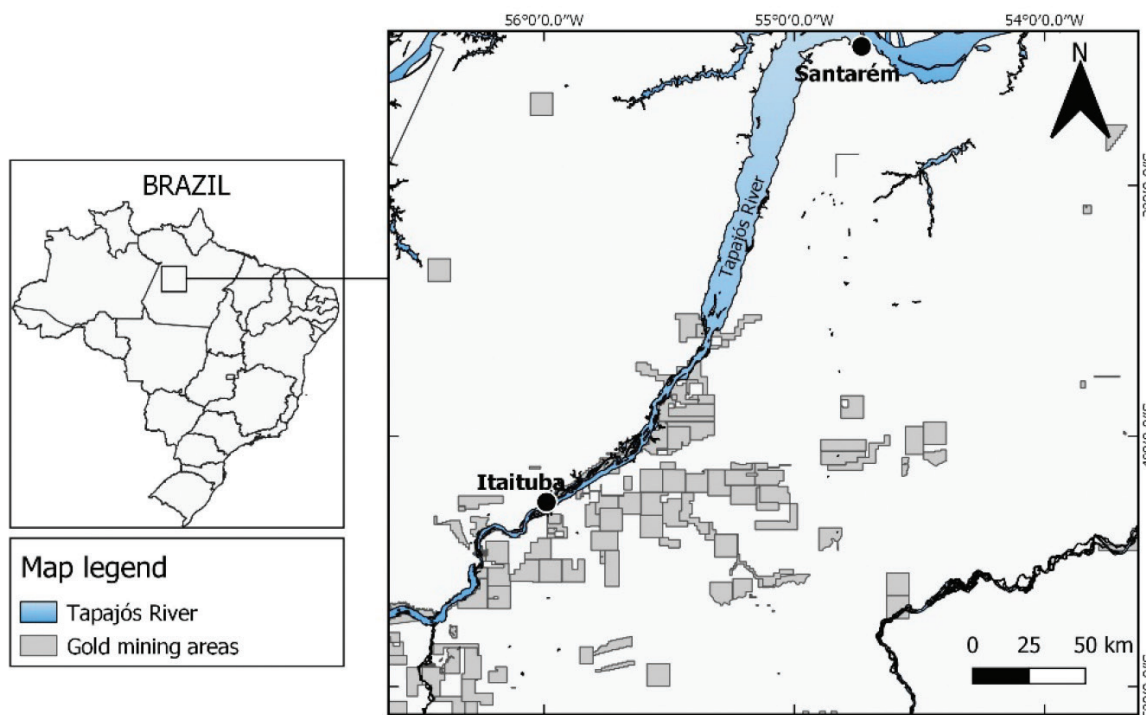 56°0'0.0"W 55°0'0.0"W 54°0'0.0"W
Santarém
N
BRAZIL
Tapajós River
Itaituba
Map legend
Tapajós River
Gold mining areas
0 25 50 km